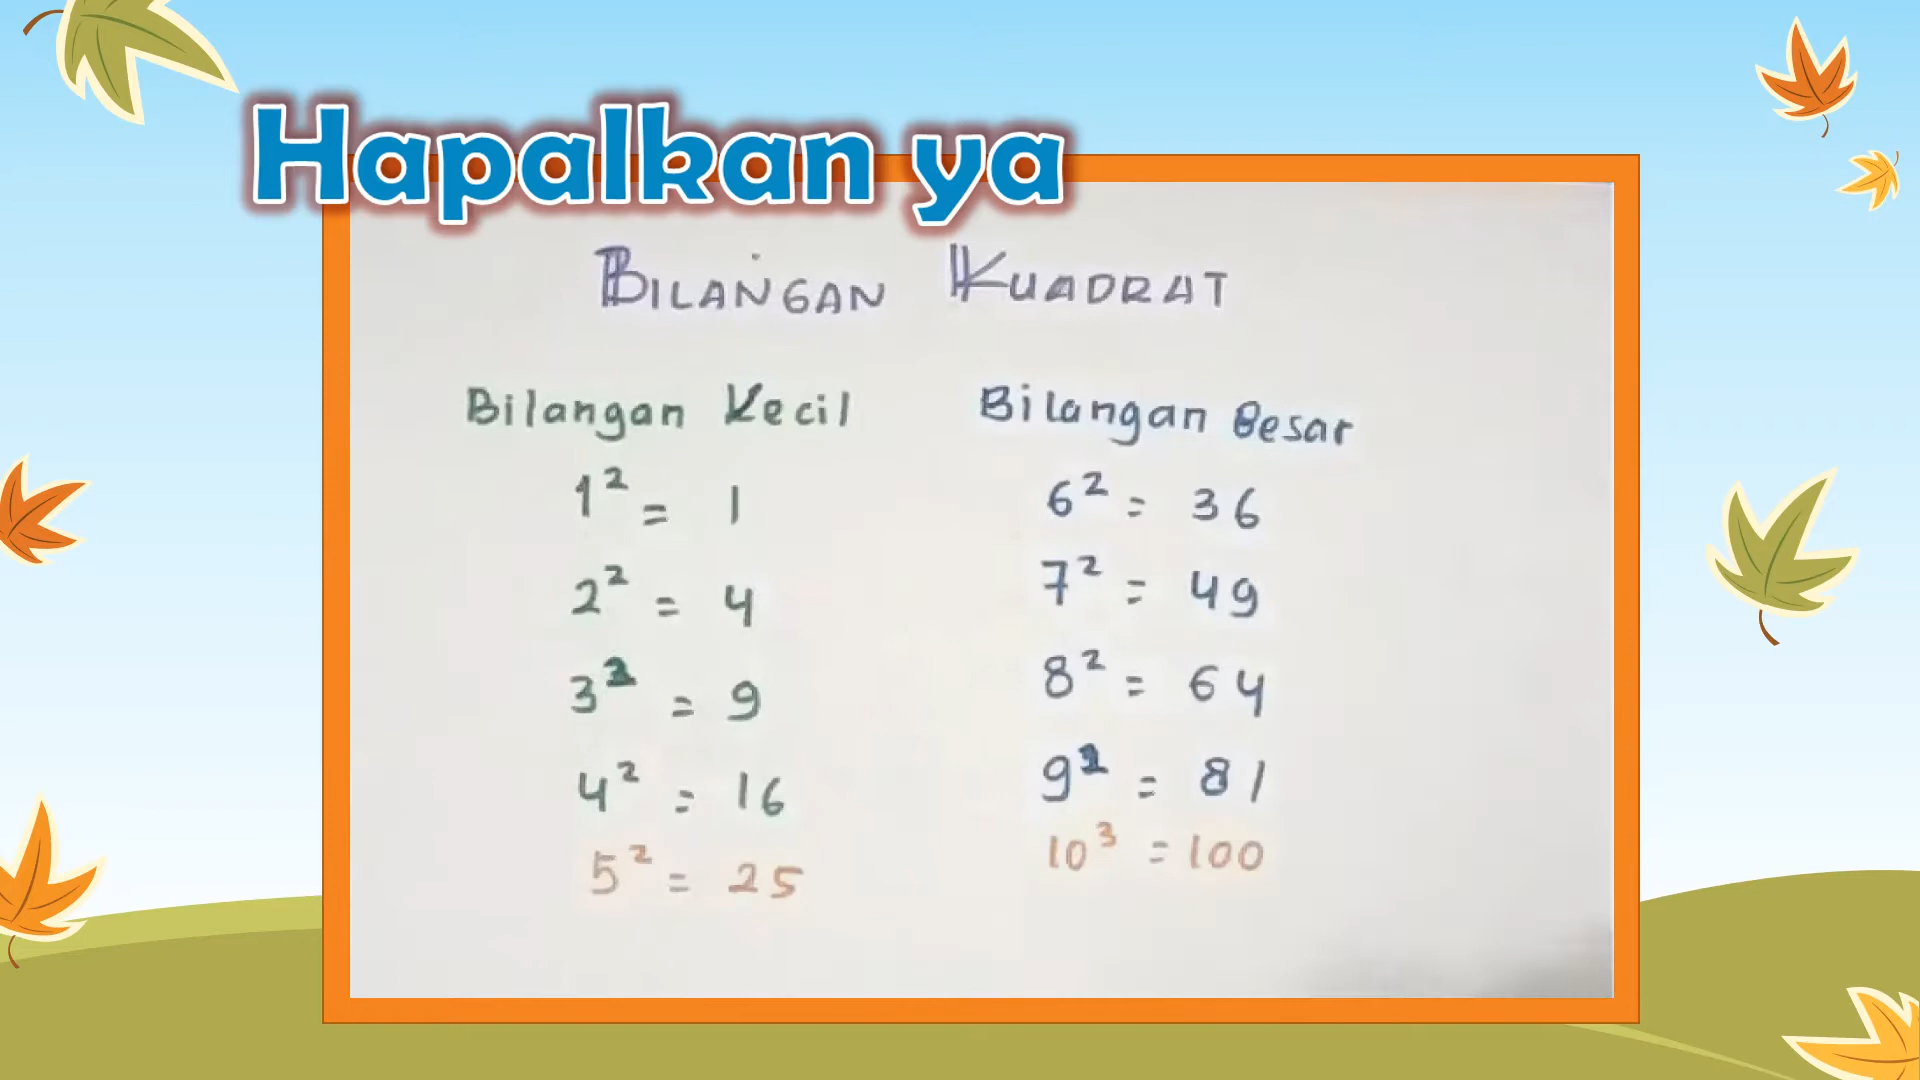 Hapalkan ya
BILANGAN KUADRAT
Bilangan Kecil
1² = 1
2² = 4
3² = 9
4² = 16
5² = 25
Bilangan Besar
6² = 36
7² = 49
8² = 64
9² = 81
10³ = 100